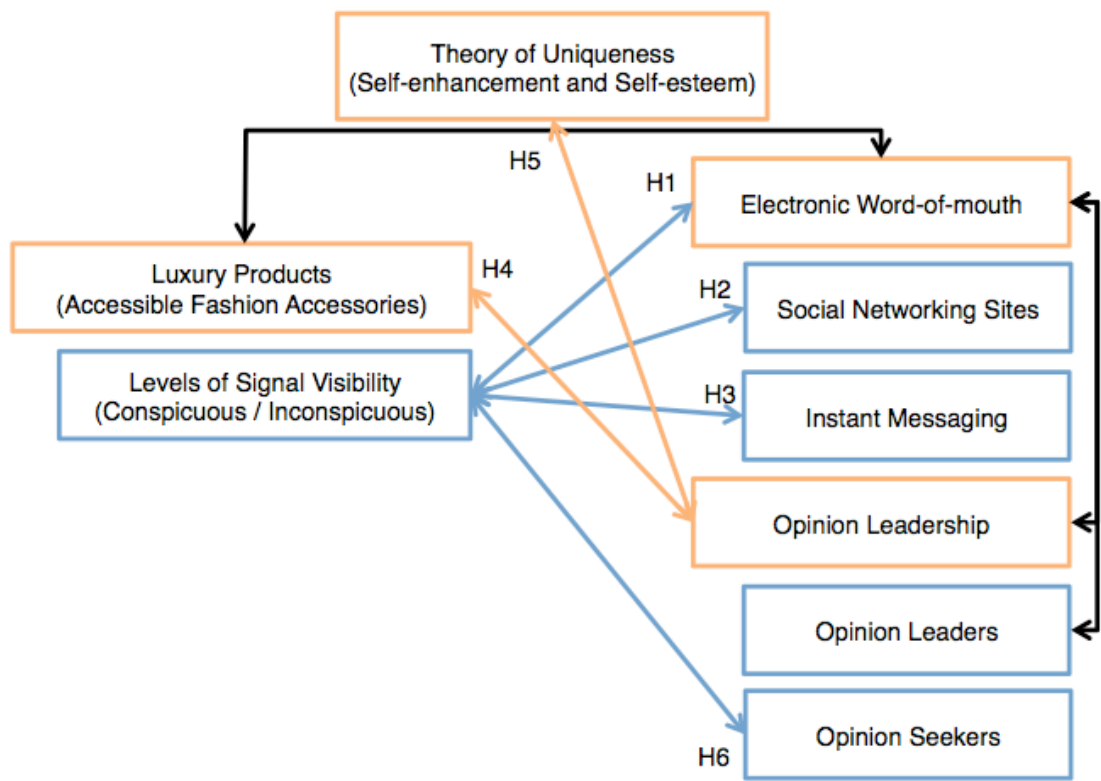 Theory of Uniqueness
(Self-enhancement and Self-esteem)
H5
H1
Electronic Word-of-mouth
Luxury Products
(Accessible Fashion Accessories)
H4
H2
Social Networking Sites
Levels of Signal Visibility
(Conspicuous / Inconspicuous)
H3
Instant Messaging
Opinion Leadership
Opinion Leaders
Opinion Seekers
H6